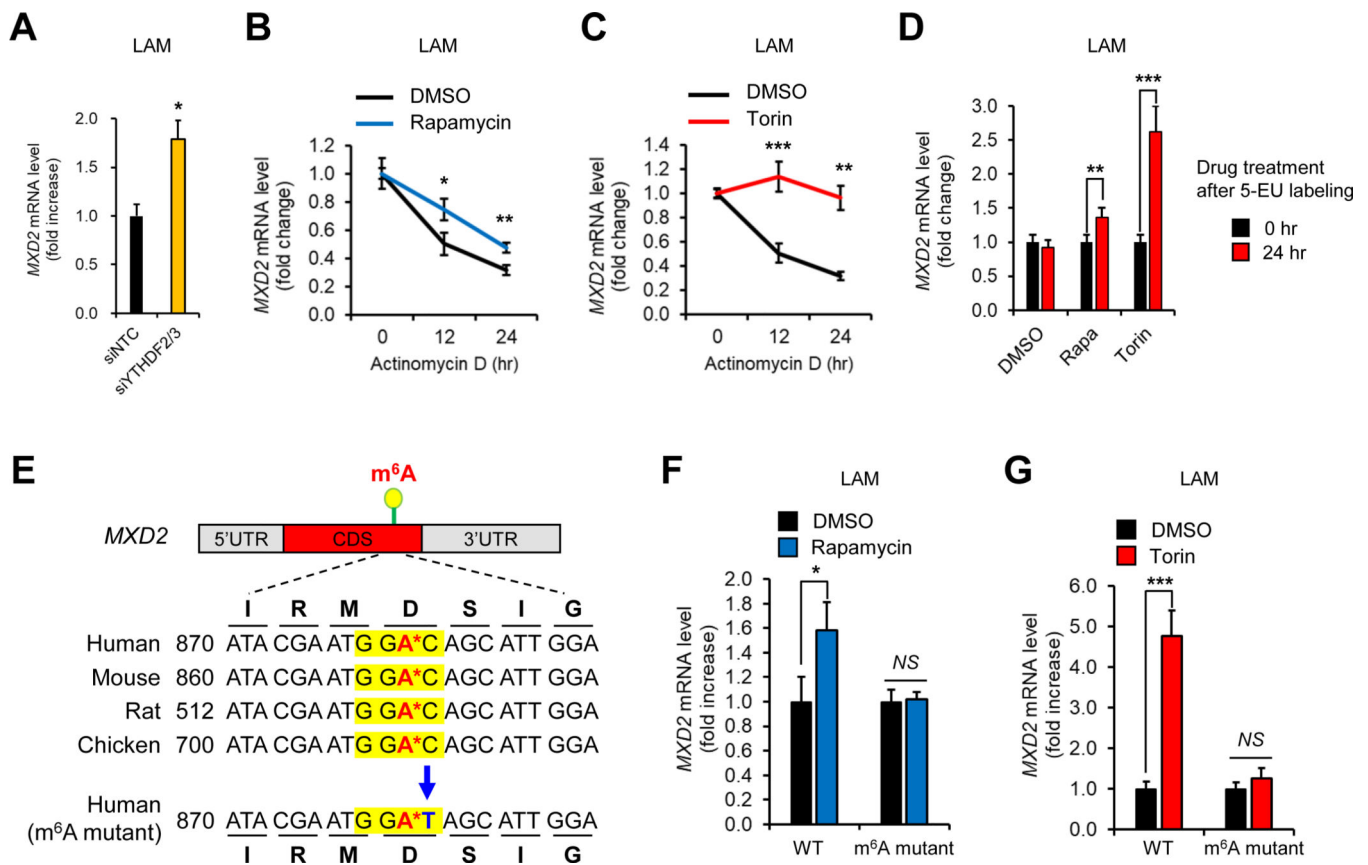 A
LAM
MXD2 mRNA level
(fold increase)
2.0
1.5
1.0
0.5
0.0
*
siNTC
siYTHDF2/3
B
LAM
DMSO
Rapamycin
MXD2 mRNA level
(fold change)
1.2
1.0
0.8
0.6
0.4
0.2
0.0
*
**
0 12 24
Actinomycin D (hr)
C
LAM
DMSO
Torin
MXD2 mRNA level
(fold change)
1.4
1.2
1.0
0.8
0.6
0.4
0.2
0.0
***
**
0 12 24
Actinomycin D (hr)
D
LAM
MXD2 mRNA level
(fold change)
3.0
2.5
2.0
1.5
1.0
0.5
0.0
**
***
DMSO
Rapa
Torin
Drug treatment
after 5-EU labeling
0 hr
24 hr
E
m⁶A
MXD2
5'UTR CDS 3'UTR
I R M D S I G
Human 870 ATA CGA ATG GA*C AGC ATT GGA
Mouse 860 ATA CGA ATG GA*C AGC ATT GGA
Rat 512 ATA CGA ATG GA*C AGC ATT GGA
Chicken 700 ATA CGA ATG GA*C AGC ATT GGA
Human
(m⁶A mutant)
870 ATA CGA ATG GA*T AGC ATT GGA
I R M D S I G
F
LAM
DMSO
Rapamycin
MXD2 mRNA level
(fold increase)
2.0
1.8
1.6
1.4
1.2
1.0
0.8
0.6
0.4
0.2
0.0
*
NS
WT m⁶A mutant
G
LAM
DMSO
Torin
MXD2 mRNA level
(fold increase)
6.0
5.0
4.0
3.0
2.0
1.0
0.0
***
NS
WT m⁶A mutant